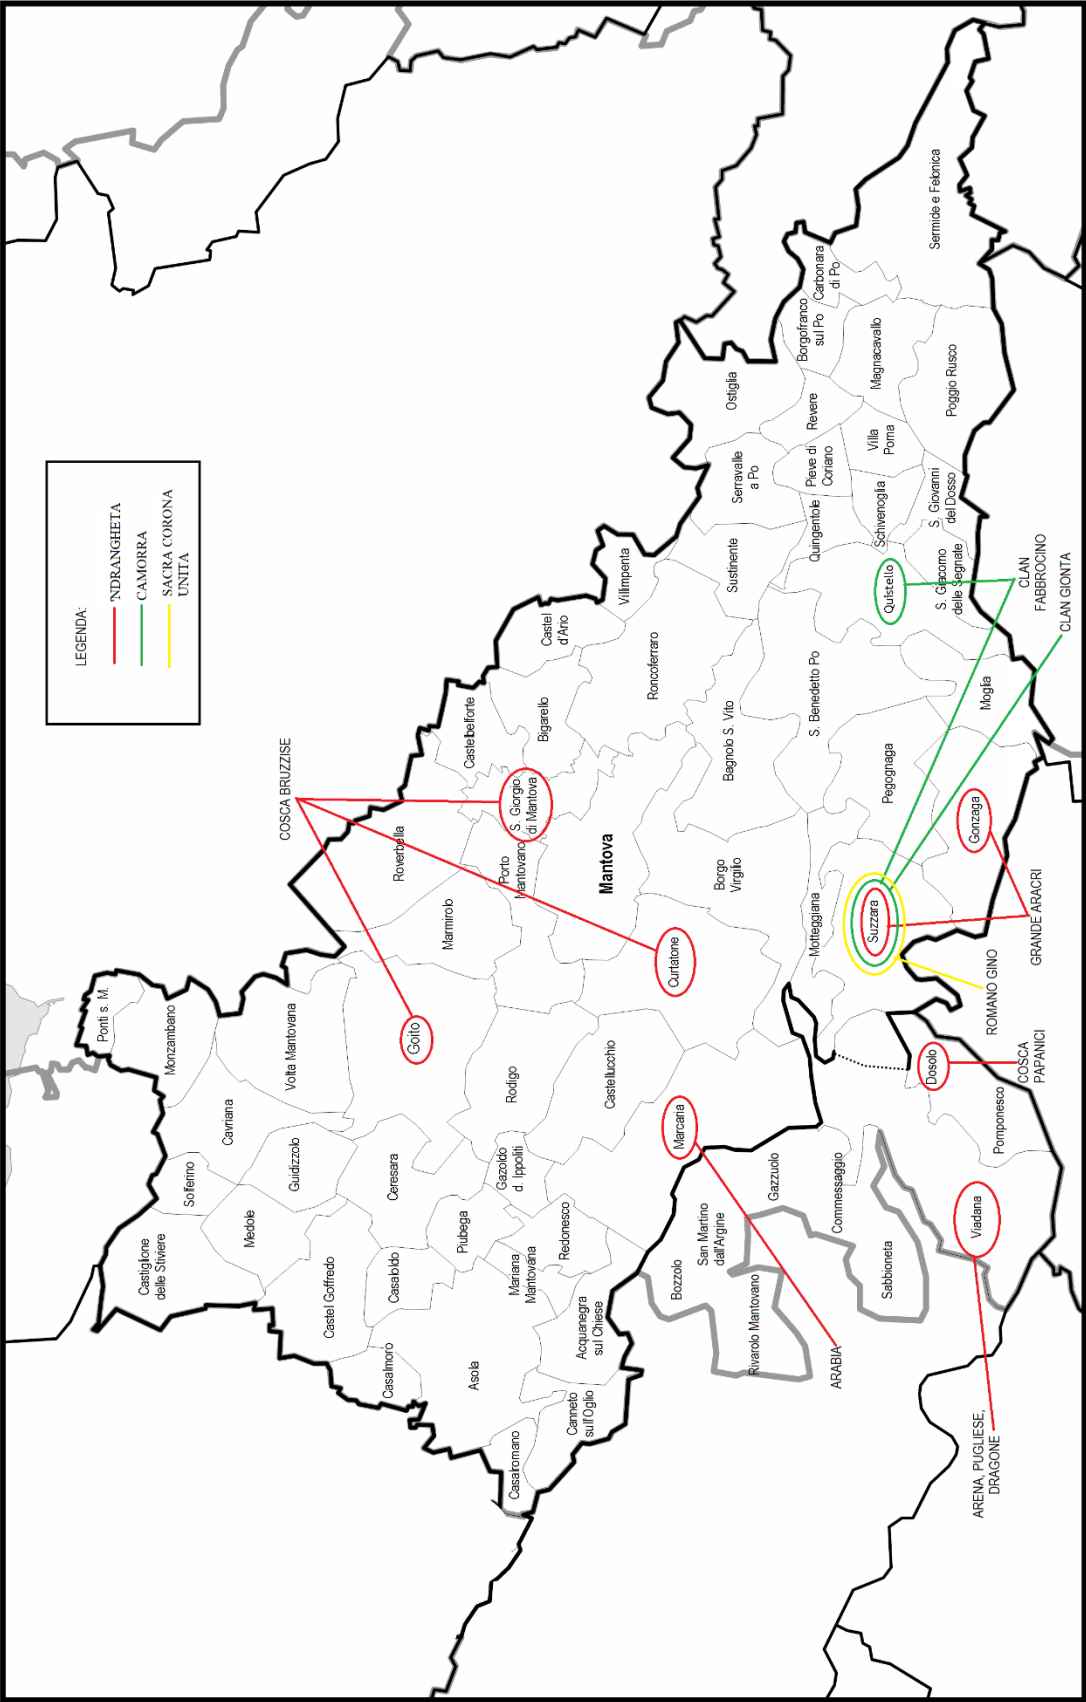 LEGENDA:
'NDRANGHETA
CAMORRA
SACRA CORONA
UNITA
COSCA BRUZZISE
Ponti s. M.
Monzambano
Castiglione
delle Stiviere
Solferino
Cavriana
Volta Mantovana
Medole
Guidizzolo
Goito
Roverbella
Castel Goffredo
Ceresara
Marmirolo
Castelbelforte
Casalmoro
Casaloldo
Piubega
Asola
Mariana
Mantovana
Gazoldo
d. Ippoliti
Rodigo
Porto
Mantovano
S. Giorgio
di Mantova
Bigarello
Castel
d'Ario
Casalromano
Canneto
sull'Oglio
Acquanegra
sul Chiese
Redonesco
Castellucchio
Mantova
Roncoferraro
Villimpenta
Marcaria
Curtatone
Bozzolo
San Martino
dall'Argine
Rivarolo Mantovano
Gazzuolo
Borgo
Virgilio
Bagnolo S. Vito
Sustinente
Serravalle
a Po
Ostiglia
Commessaggio
Sabbioneta
Motteggiana
S. Benedetto Po
Quingentole
Pieve di
Coriano
Revere
Borgofranco
sul Po
Carbonara
di Po
Suzzara
Pegognaga
Quistello
Schivenoglia
Villa
Poma
Magnacavallo
Sermide e Felonica
Viadana
Pomponesco
Dosolo
Gonzaga
Moglia
S. Giacomo
delle Segnate
S. Giovanni
del Dosso
Poggio Rusco
ARABIA
ARENA, PUGLIESE,
DRAGONE
COSCA
PAPANICI
ROMANO GINO
GRANDE ARACRI
CLAN
FABBROCINO
CLAN GIONTA